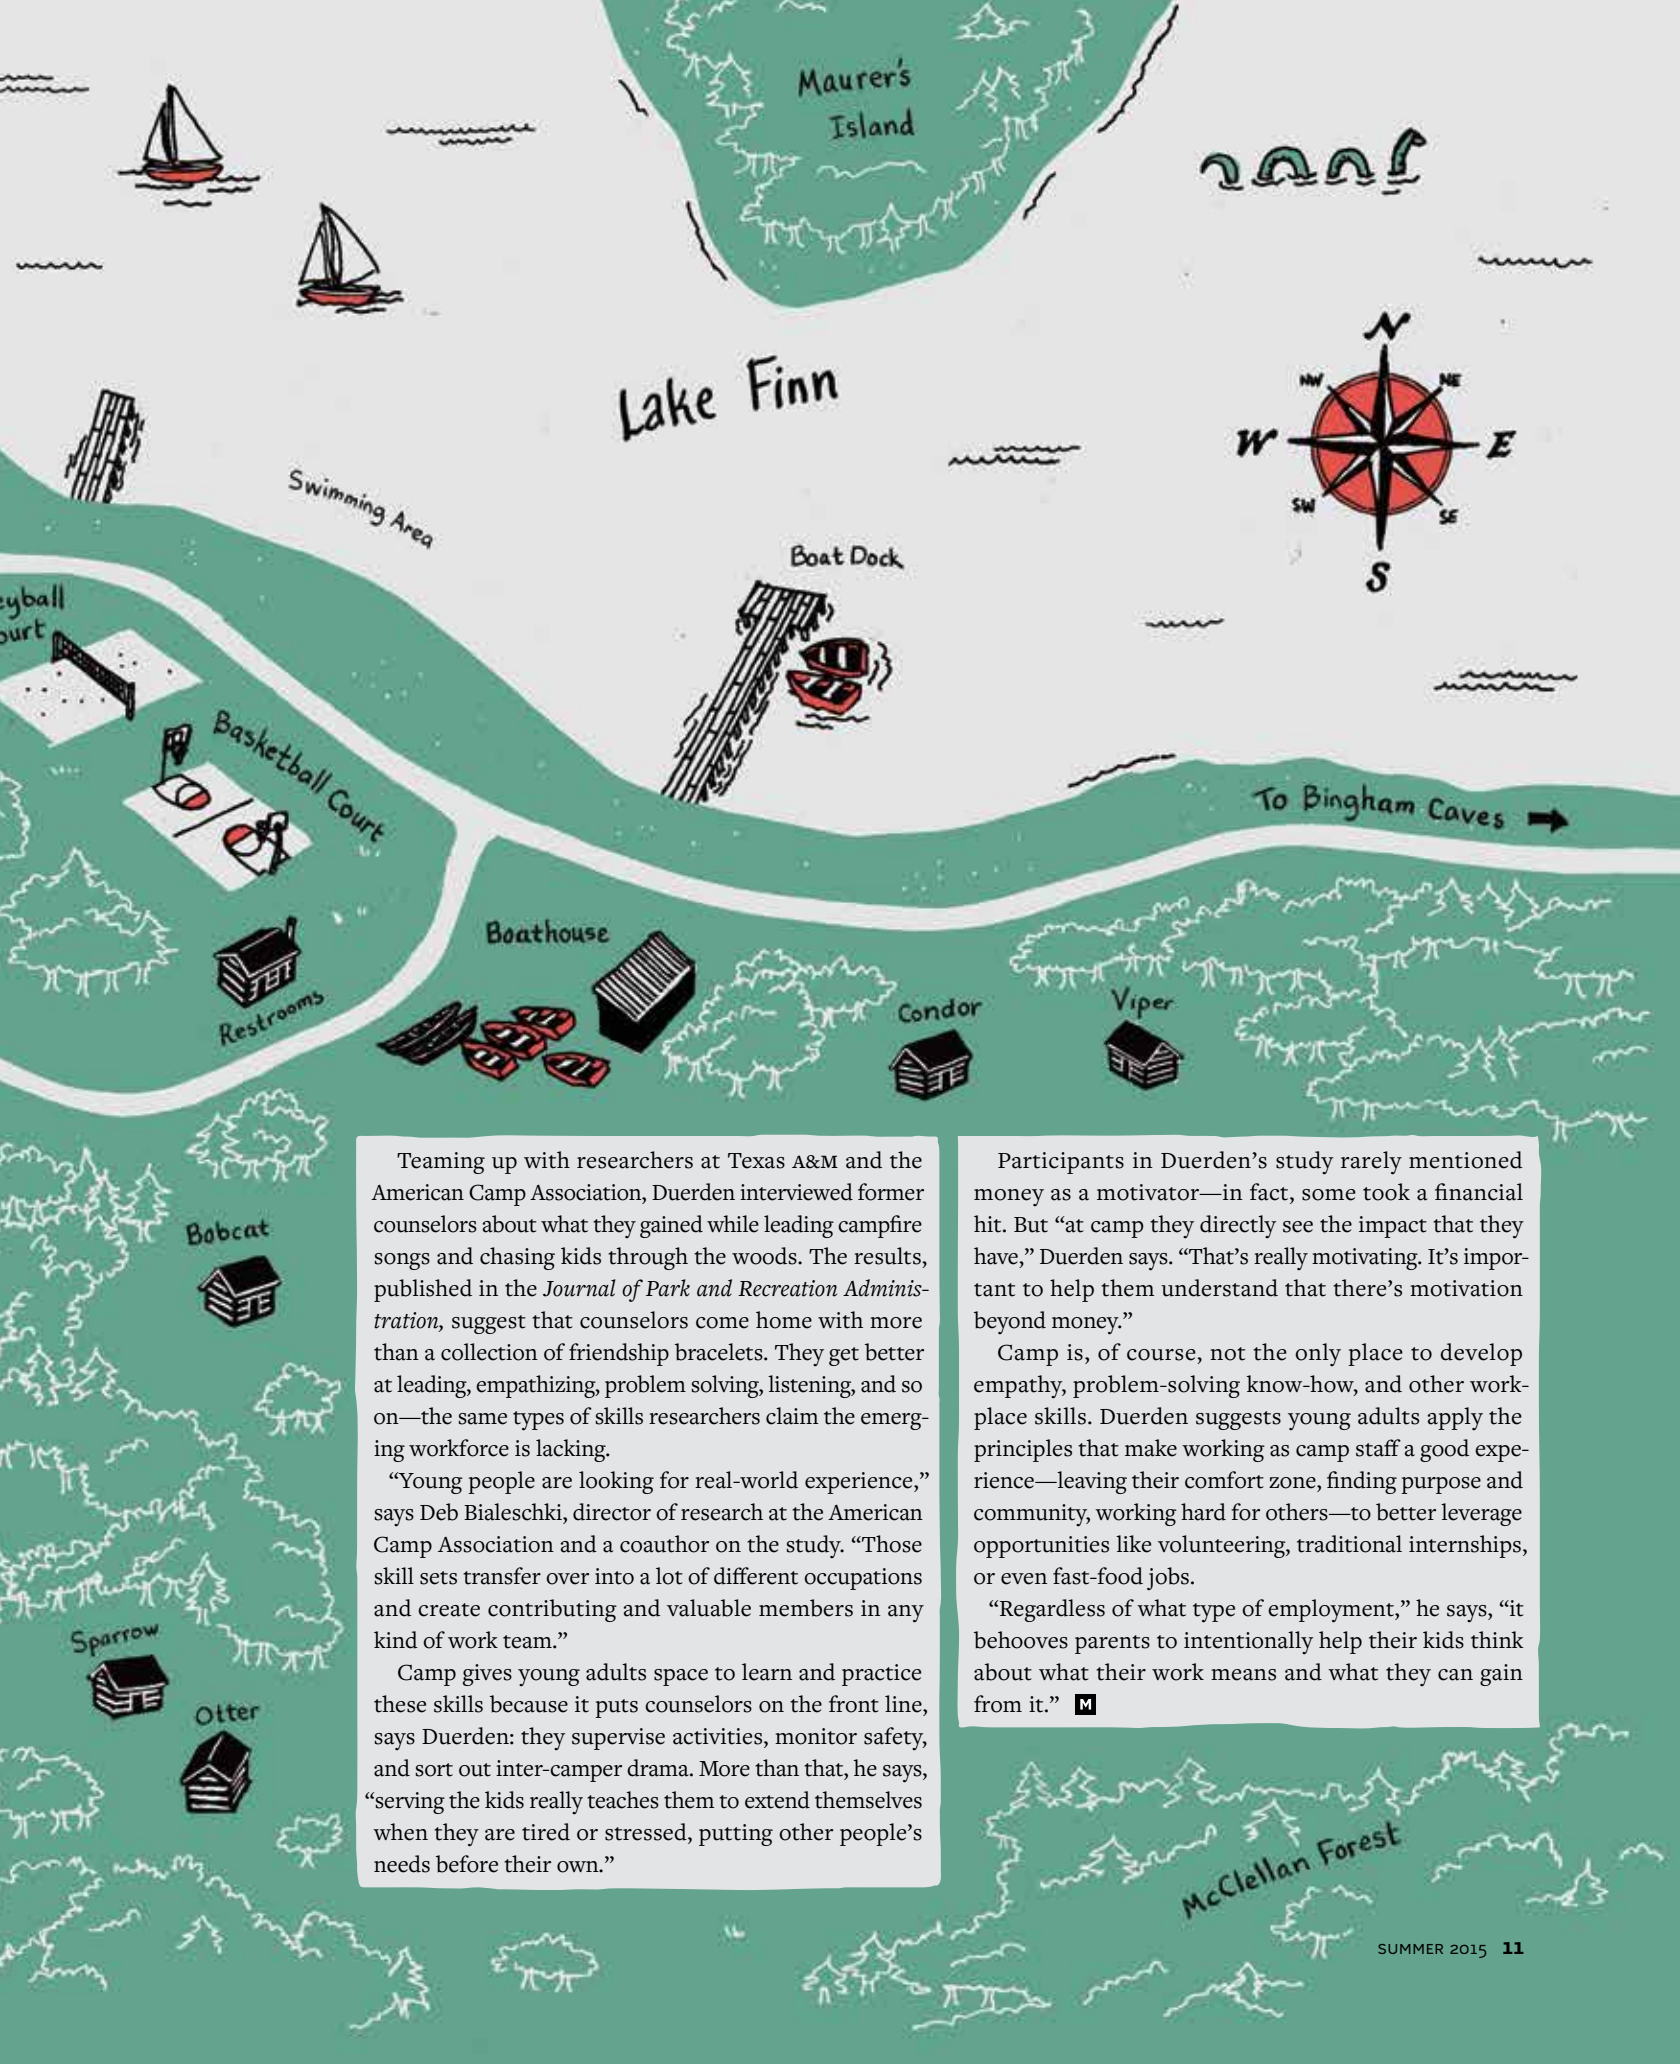 Maurer's
Island
N
NW
NE
W
E
SW
SE
S
Lake Finn
Swimming Area
Boat Dock
eyball
ourt
Basketball Court
To Bingham Caves
Restrooms
Boathouse
Condor
Viper
Bobcat
Sparrow
Otter
Teaming up with researchers at Texas A&M and the
American Camp Association, Duerden interviewed former
counselors about what they gained while leading campfire
songs and chasing kids through the woods. The results,
published in the Journal of Park and Recreation Adminis-
tration, suggest that counselors come home with more
than a collection of friendship bracelets. They get better
at leading, empathizing, problem solving, listening, and so
on—the same types of skills researchers claim the emerg-
ing workforce is lacking.
“Young people are looking for real-world experience,”
says Deb Bialeschki, director of research at the American
Camp Association and a coauthor on the study. “Those
skill sets transfer over into a lot of different occupations
and create contributing and valuable members in any
kind of work team.”
Camp gives young adults space to learn and practice
these skills because it puts counselors on the front line,
says Duerden: they supervise activities, monitor safety,
and sort out inter-camper drama. More than that, he says,
“serving the kids really teaches them to extend themselves
when they are tired or stressed, putting other people’s
needs before their own.”
Participants in Duerden’s study rarely mentioned
money as a motivator—in fact, some took a financial
hit. But “at camp they directly see the impact that they
have,” Duerden says. “That’s really motivating. It’s impor-
tant to help them understand that there’s motivation
beyond money.”
Camp is, of course, not the only place to develop
empathy, problem-solving know-how, and other work-
place skills. Duerden suggests young adults apply the
principles that make working as camp staff a good expe-
rience—leaving their comfort zone, finding purpose and
community, working hard for others—to better leverage
opportunities like volunteering, traditional internships,
or even fast-food jobs.
“Regardless of what type of employment,” he says, “it
behooves parents to intentionally help their kids think
about what their work means and what they can gain
from it.” M
McClellan Forest
SUMMER 2015 11